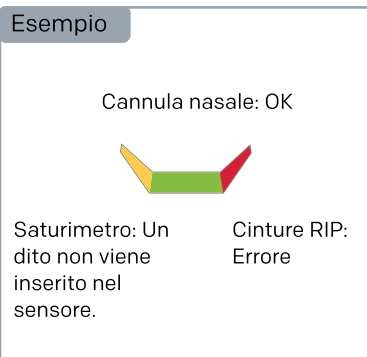 Esempio
Cannula nasale: OK
Saturimetro: Un
dito non viene
inserito nel
sensore.
Cinture RIP:
Errore